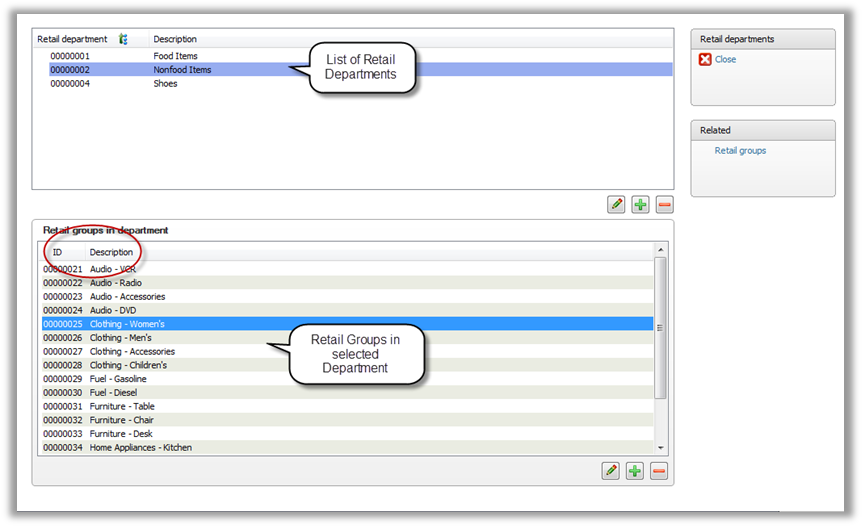 Retail department Description
00000001 Food Items
00000002 Nonfood Items
00000004 Shoes
List of Retail
Departments
Retail departments
Close
Related
Retail groups
Retail groups in department
ID Description
00000021 Audio - VCR
00000022 Audio - Radio
00000023 Audio - Accessories
00000024 Audio - DVD
00000025 Clothing - Women's
00000026 Clothing - Men's
00000027 Clothing - Accessories
00000028 Clothing - Children's
00000029 Fuel - Gasoline
00000030 Fuel - Diesel
00000031 Furniture - Table
00000032 Furniture - Chair
00000033 Furniture - Desk
00000034 Home Appliances - Kitchen
Retail Groups in
selected
Department